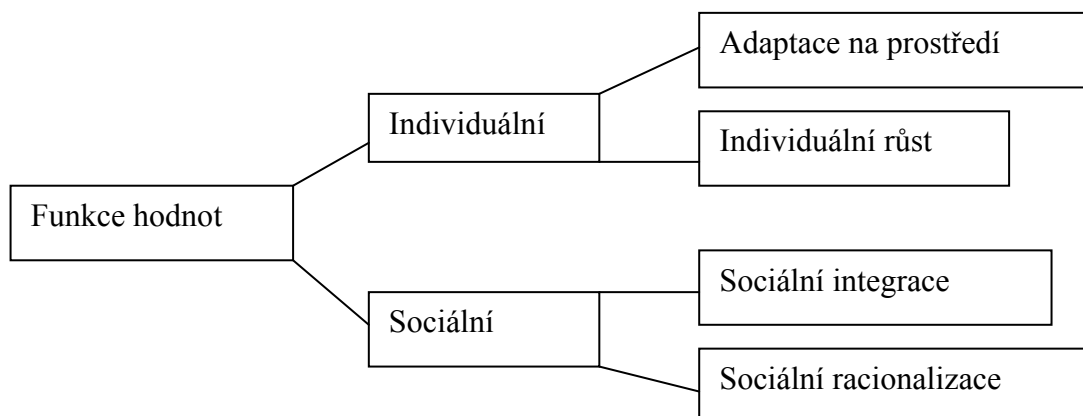 Adaptace na prostředí
Individuální
Individuální růst
Funkce hodnot
Sociální integrace
Sociální
Sociální racionalizace